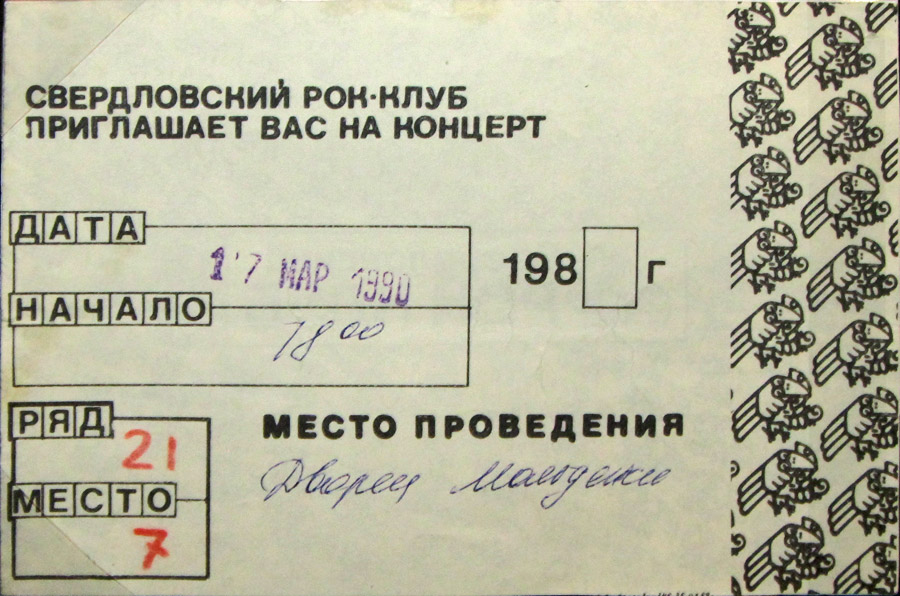 СВЕРДЛОВСКИЙ РОК-КЛУБ
ПРИГЛАШАЕТ ВАС НА КОНЦЕРТ
ДАТА
17 МАР 1990
198 г
НАЧАЛО
18 00
РЯД
21
МЕСТО
7
МЕСТО ПРОВЕДЕНИЯ
Дворец Молодежи